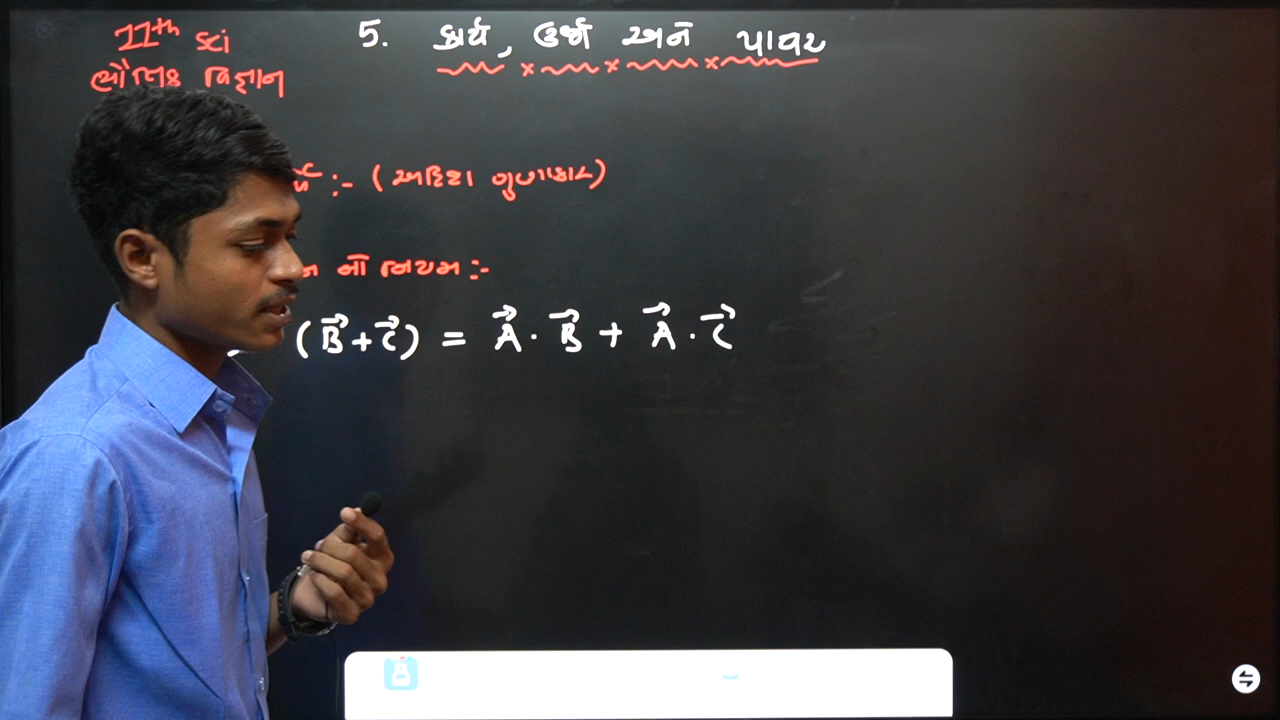 11th sci
ભૌતિક વિજ્ઞાન
5. કાર્ય, ઉર્જા અને પાવર
:- (અદિશ ગુણાકાર)
નો નિયમ :-
(B⃗+C⃗) = A⃗ · B⃗ + A⃗ · C⃗